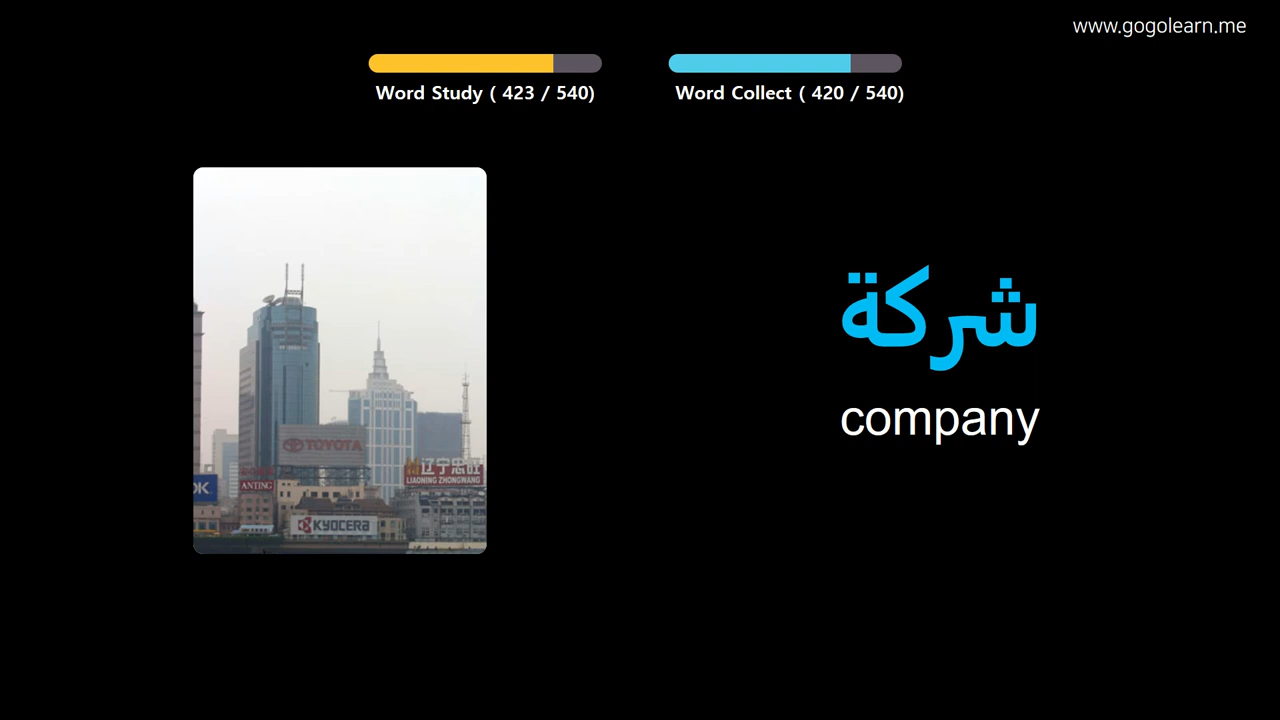 www.gogolearn.me
Word Study ( 423 / 540)
Word Collect ( 420 / 540)
شركة
company
TOYOTA
辽宁忠旺
LIAONING ZHONGWANG
OK
ANTING
KYOCERA